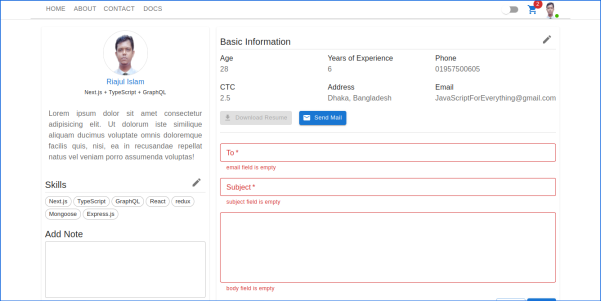 HOME ABOUT CONTACT DOCS
2
Riajul Islam
Next.js + TypeScript + GraphQL
Lorem ipsum dolor sit amet consectetur
adipisicing elit. Ut dolorum iste similique
aliquam ducimus voluptate omnis doloremque
facilis quis, nisi, ea in recusandae repellat
natus vel veniam porro assumenda voluptas!
Skills
Next.js TypeScript GraphQL React redux
Mongoose Express.js
Add Note
Basic Information
Age Years of Experience Phone
28 6 01957500605
CTC Address Email
2.5 Dhaka, Bangladesh JavaScriptForEverything@gmail.com
Download Resume Send Mail
To *
email field is empty
Subject *
subject field is empty
body field is empty